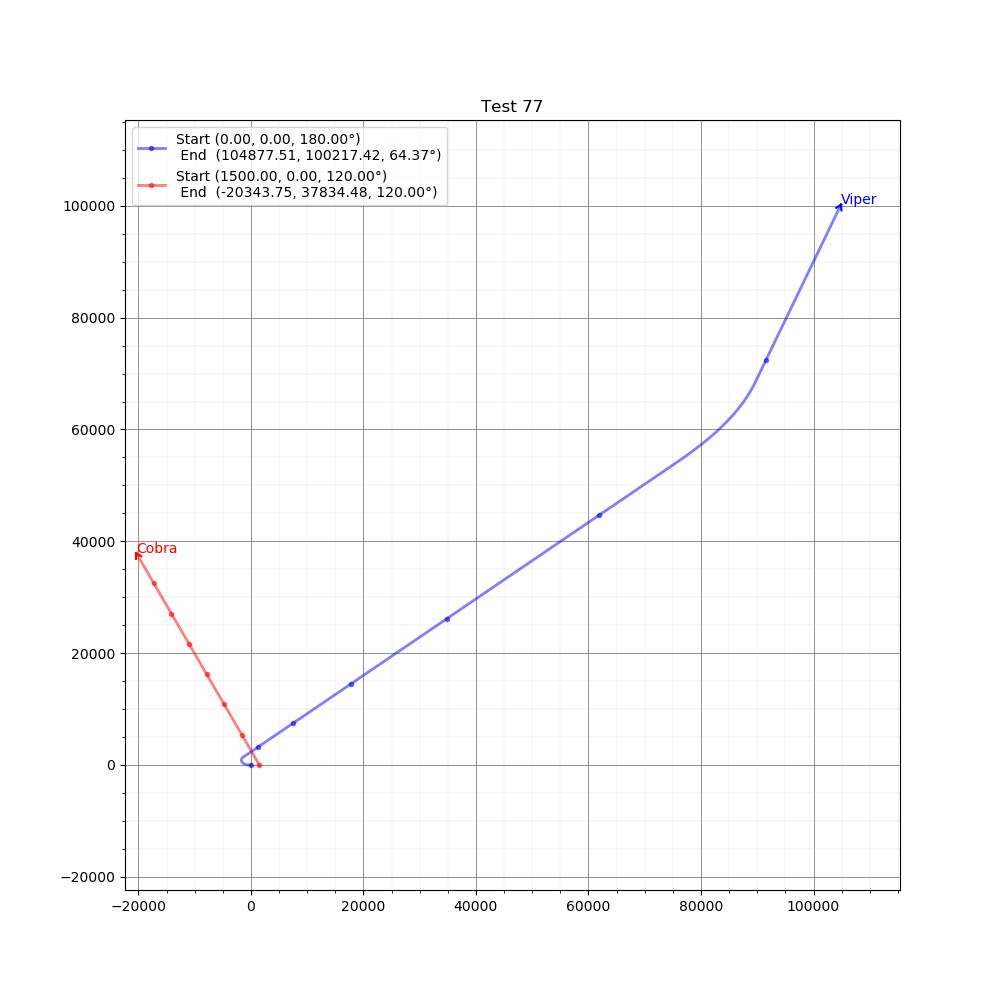 Test 77
Start (0.00, 0.00, 180.00°)
End (104877.51, 100217.42, 64.37°)
Start (1500.00, 0.00, 120.00°)
End (-20343.75, 37834.48, 120.00°)
Viper
Cobra
100000
80000
60000
40000
20000
0
−20000
−20000 0 20000 40000 60000 80000 100000